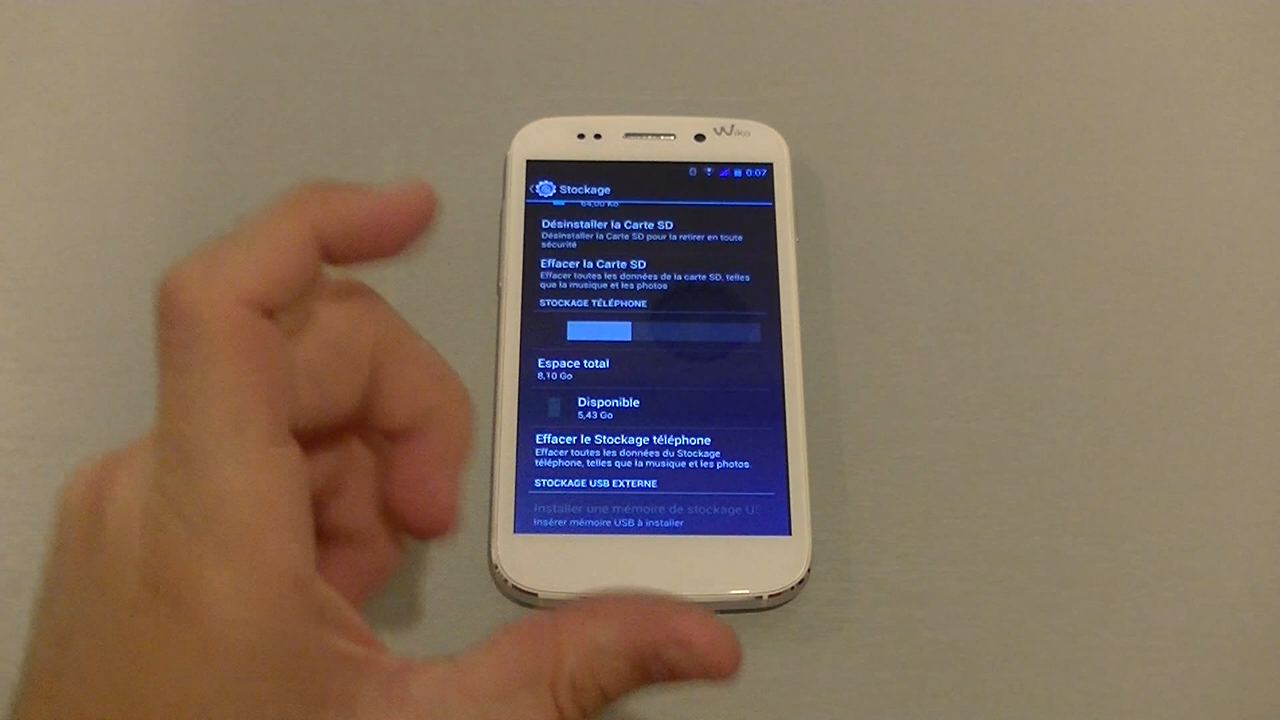 Wiko
0:07
Stockage
64,00 Ko
Désinstaller la Carte SD
Désinstaller la Carte SD pour la retirer en toute
sécurité
Effacer la Carte SD
Effacer toutes les données de la carte SD, telles
que la musique et les photos
STOCKAGE TÉLÉPHONE
Espace total
8,10 Go
Disponible
5,43 Go
Effacer le Stockage téléphone
Effacer toutes les données du Stockage
téléphone, telles que la musique et les photos
STOCKAGE USB EXTERNE
Installer une mémoire de stockage U
Insérer mémoire USB à installer